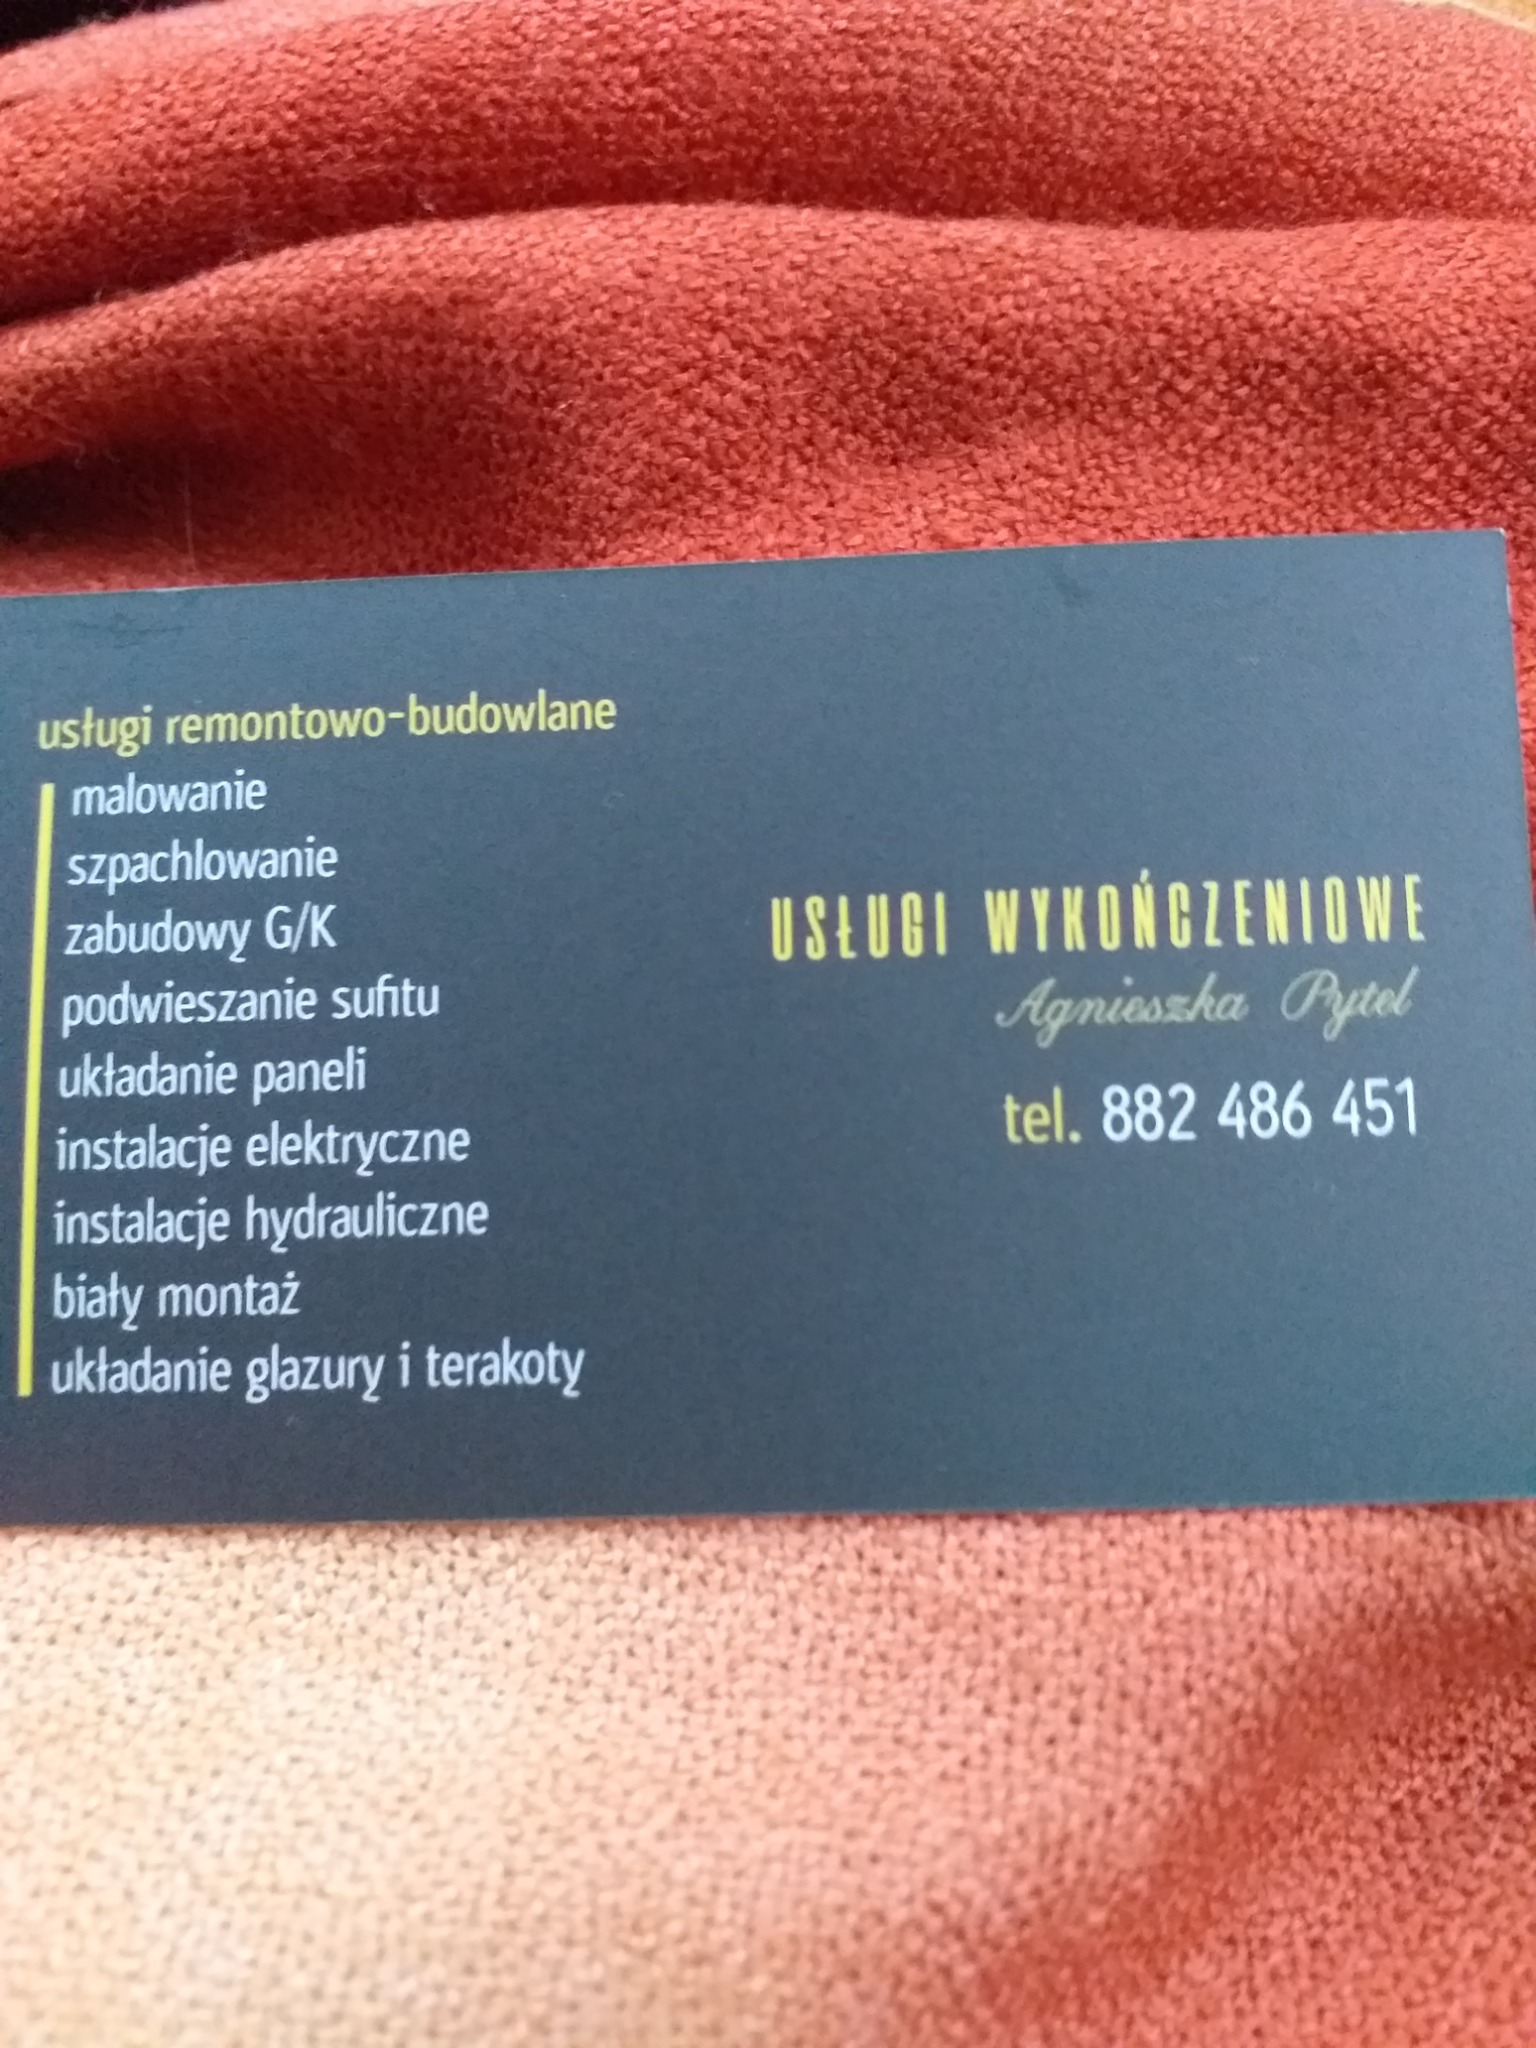 usługi remontowo-budowlane
malowanie
szpachlowanie
zabudowy G/K
podwieszanie sufitu
układanie paneli
instalacje elektryczne
instalacje hydrauliczne
biały montaż
układanie glazury i terakoty
USŁUGI WYKOŃCZENIOWE
Agnieszka Pytel
tel. 882 486 451